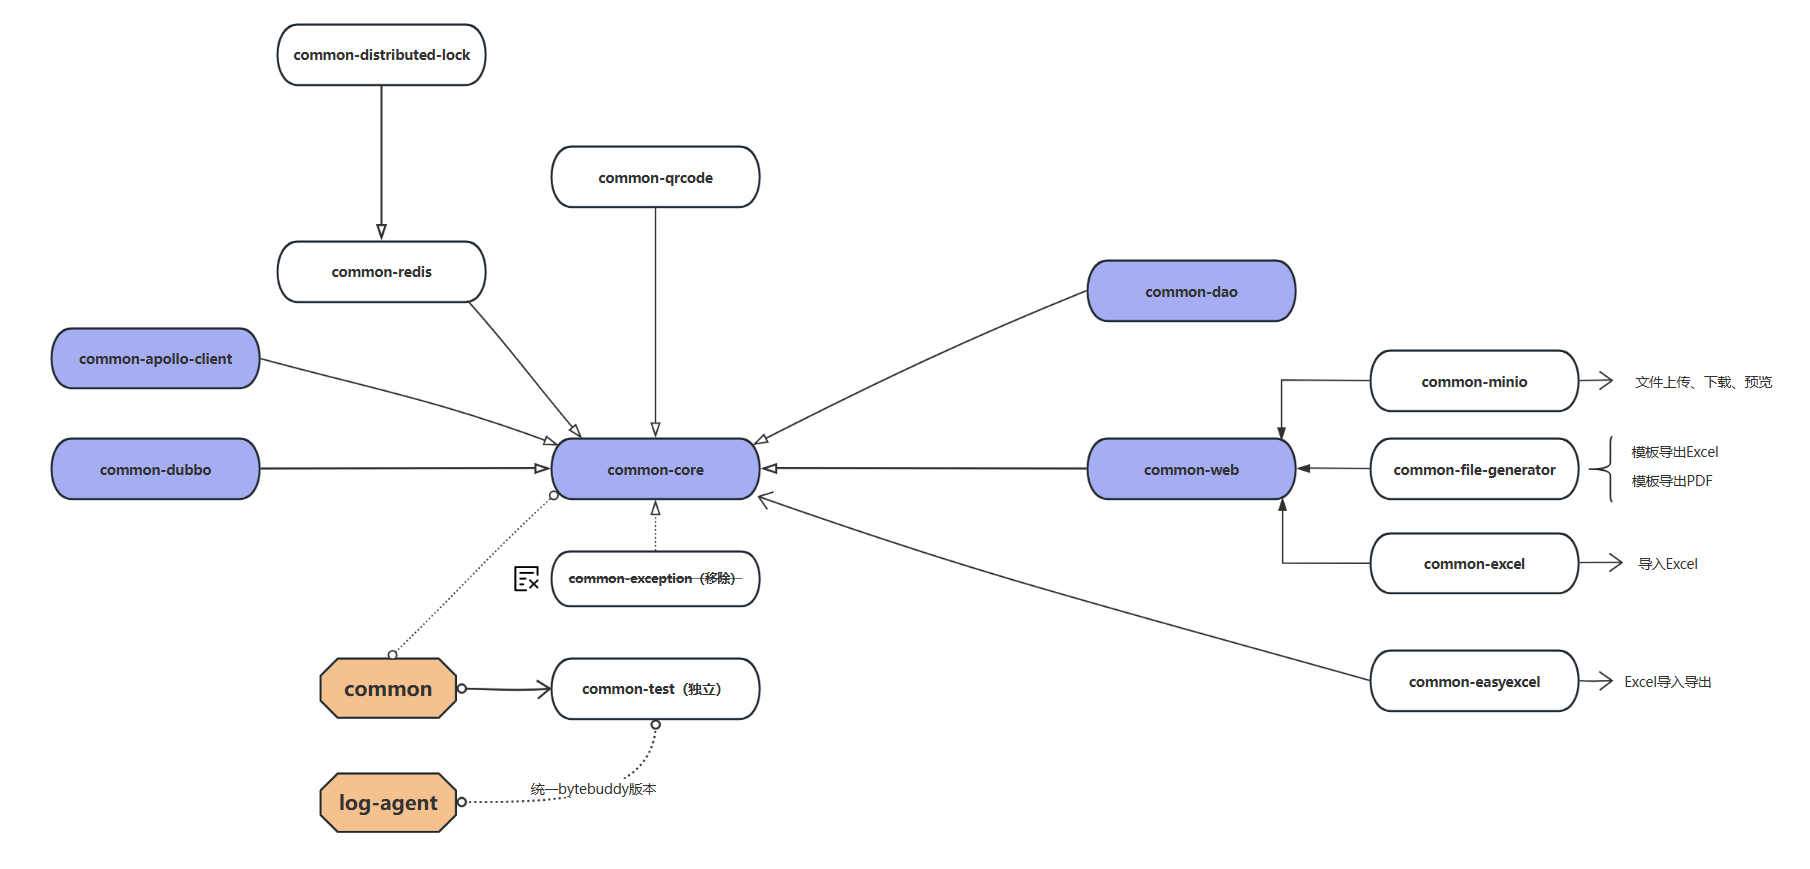 common-distributed-lock
common-qrcode
common-redis
common-dao
common-apollo-client
common-minio
文件上传、下载、预览
common-dubbo
common-core
common-web
common-file-generator
模板导出Excel
模板导出PDF
common-exception（移除）
common-excel
导入Excel
common
common-test（独立）
common-easyexcel
Excel导入导出
统一bytebuddy版本
log-agent